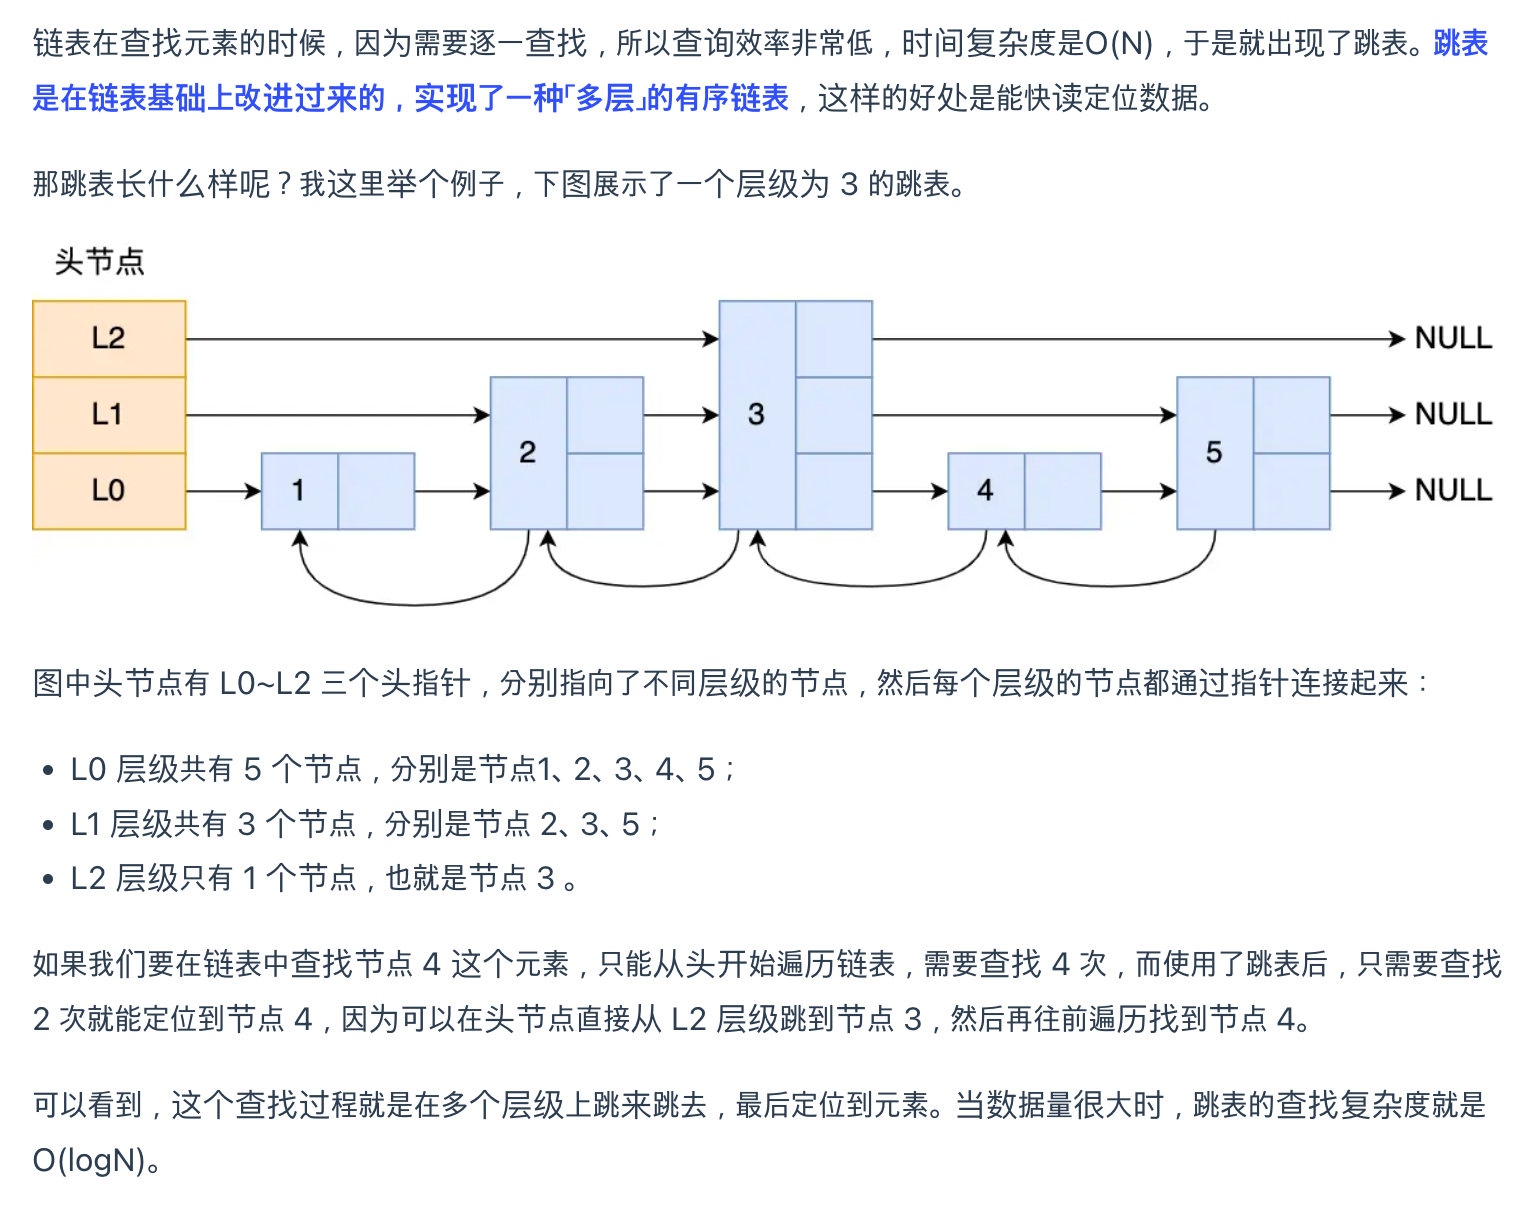 链表在查找元素的时候，因为需要逐一查找，所以查询效率非常低，时间复杂度是O(N)，于是就出现了跳表。跳表
是在链表基础上改进过来的，实现了一种「多层」的有序链表，这样的好处是能快读定位数据。
那跳表长什么样呢？我这里举个例子，下图展示了一个层级为 3 的跳表。
头节点
L2
NULL
L1
3
NULL
2
5
L0
1
4
NULL
图中头节点有 L0~L2 三个头指针，分别指向了不同层级的节点，然后每个层级的节点都通过指针连接起来：
• L0 层级共有 5 个节点，分别是节点1、2、3、4、5；
• L1 层级共有 3 个节点，分别是节点 2、3、5；
• L2 层级只有 1 个节点，也就是节点 3 。
如果我们要在链表中查找节点 4 这个元素，只能从头开始遍历链表，需要查找 4 次，而使用了跳表后，只需要查找
2 次就能定位到节点 4，因为可以在头节点直接从 L2 层级跳到节点 3，然后再往前遍历找到节点 4。
可以看到，这个查找过程就是在多个层级上跳来跳去，最后定位到元素。当数据量很大时，跳表的查找复杂度就是
O(logN)。